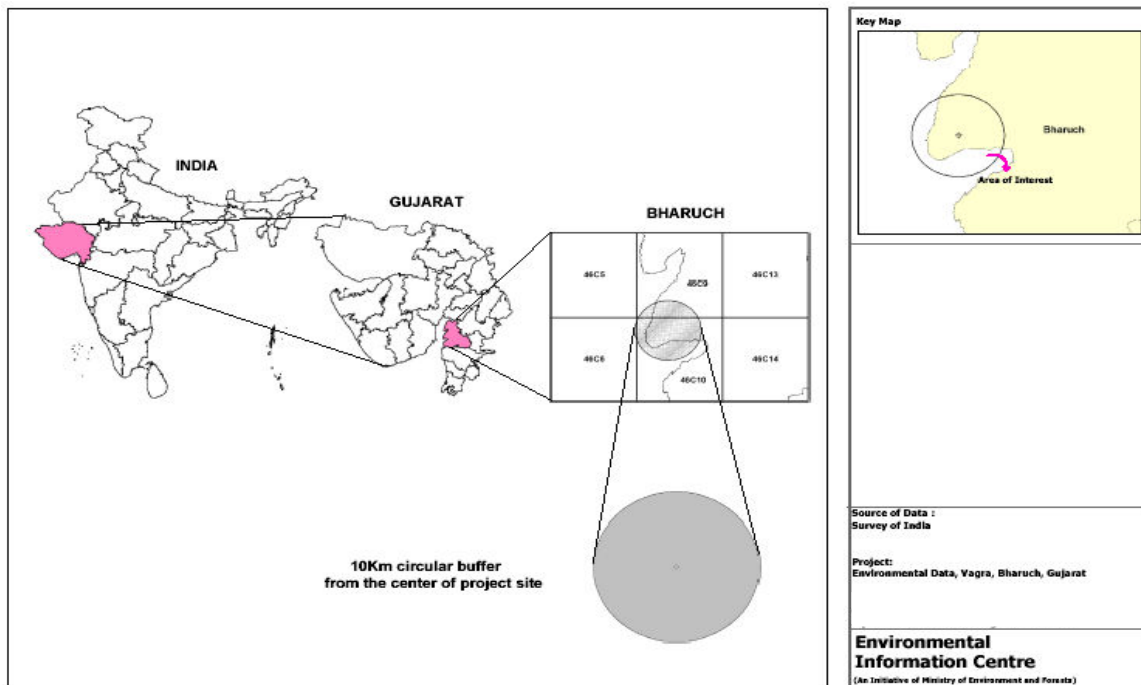 INDIA
GUJARAT
BHARUCH
46C5
46C9
46C13
46C6
46C10
46C14
10Km circular buffer
from the center of project site
Key Map
Bharuch
Area of Interest
Source of Data :
Survey of India
Project:
Environmental Data, Vagra, Bharuch, Gujarat
Environmental
Information Centre
(An Initiative of Ministry of Environment and Forests)